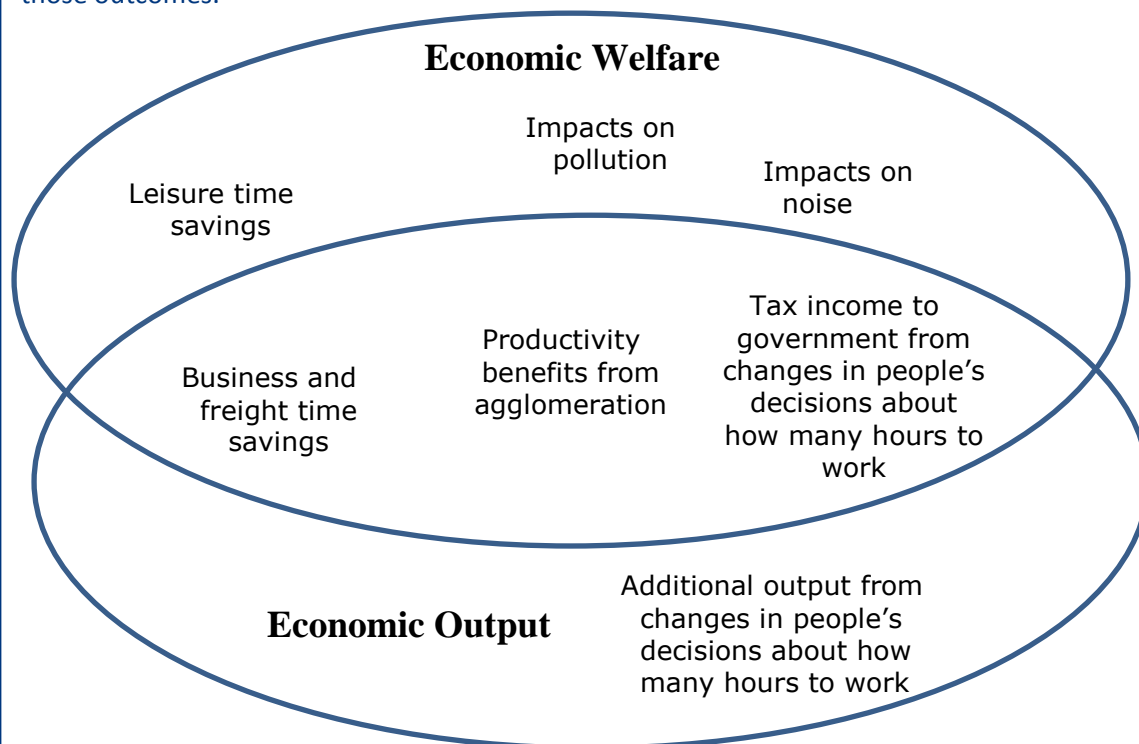 those outcomes.
Economic Welfare
Impacts on
pollution
Impacts on
noise
Leisure time
savings
Tax income to
government from
changes in people’s
decisions about
how many hours to
work
Productivity
benefits from
agglomeration
Business and
freight time
savings
Additional output from
changes in people’s
decisions about how
many hours to work
Economic Output